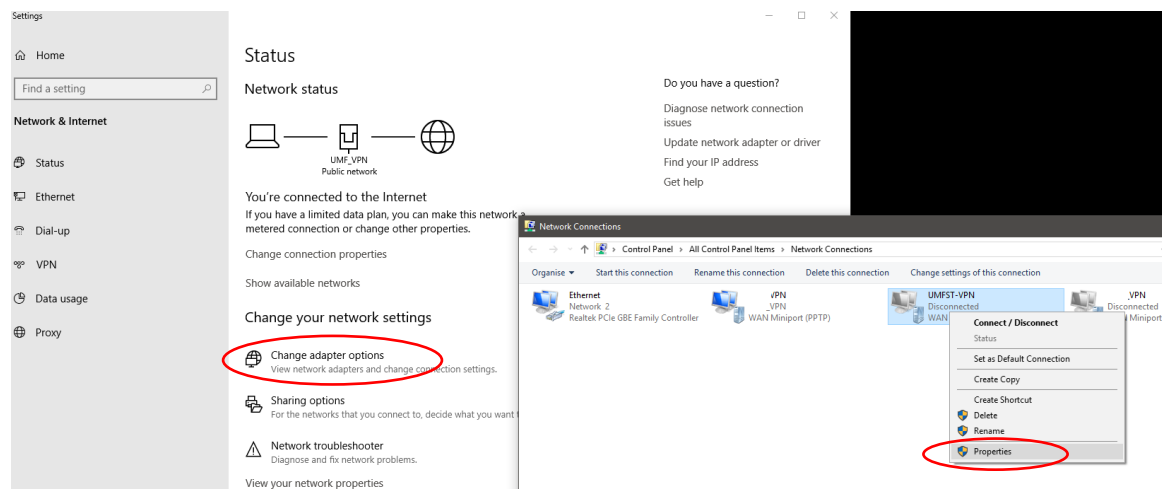 Settings
Home
Find a setting
Network & Internet
Status
Ethernet
Dial-up
VPN
Data usage
Proxy
Status
Network status
UMF_VPN
Public network
You're connected to the Internet
If you have a limited data plan, you can make this network a
metered connection or change other properties.
Change connection properties
Show available networks
Change your network settings
Change adapter options
View network adapters and change connection settings.
Sharing options
For the networks that you connect to, decide what you want
Network troubleshooter
Diagnose and fix network problems.
View your network properties
Do you have a question?
Diagnose network connection
issues
Update network adapter or driver
Find your IP address
Get help
Network Connections
Control Panel › All Control Panel Items › Network Connections
Organise Start this connection Rename this connection Delete this connection Change settings of this connection
Ethernet
Network 2
Realtek PCIe GBE Family Controller
VPN
_VPN
WAN Miniport (PPTP)
UMFST-VPN
Disconnected
WAN
VPN
Disconnected
Miniport
Connect / Disconnect
Status
Set as Default Connection
Create Copy
Create Shortcut
Delete
Rename
Properties